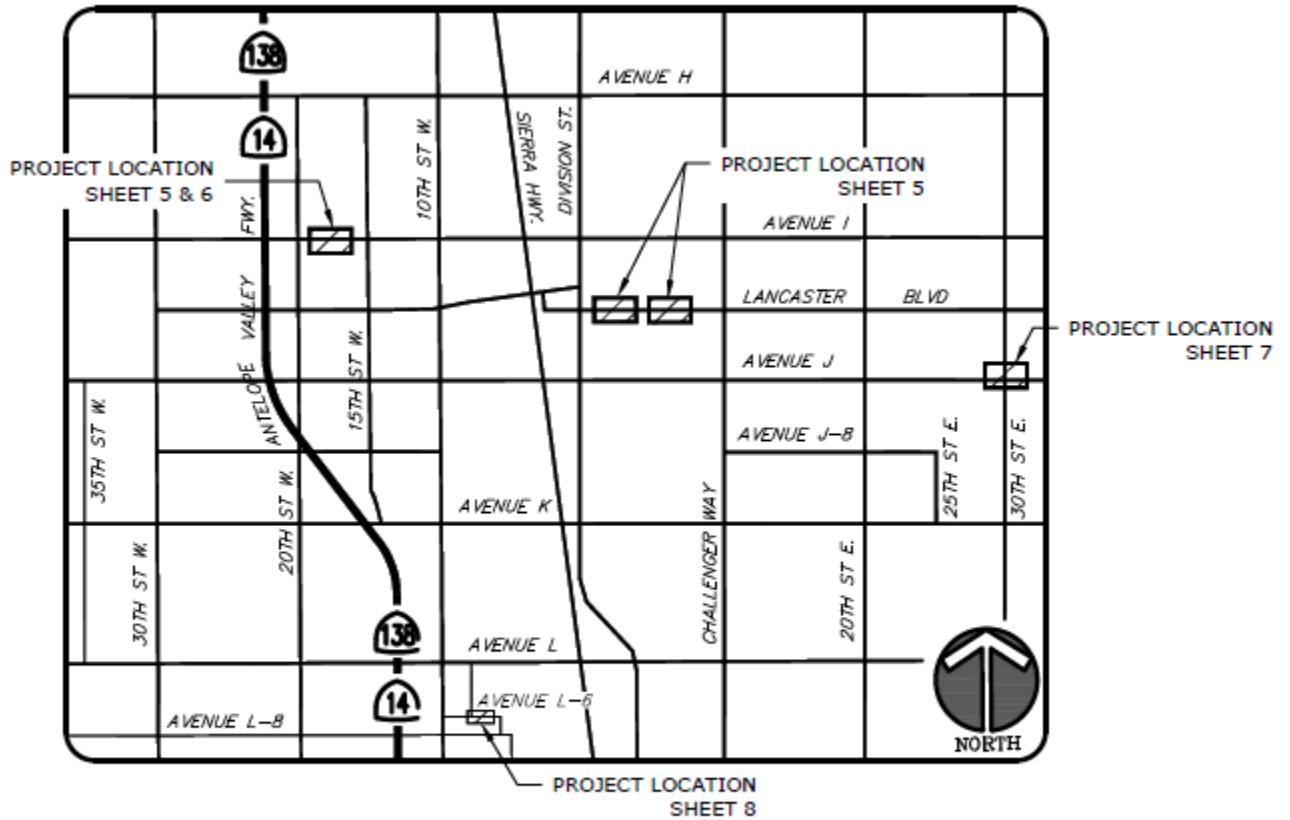 138
AVENUE H
14
PROJECT LOCATION
SHEET 5 & 6
10TH ST W.
SIERRA HWY.
DIVISION ST.
PROJECT LOCATION
SHEET 5
AVENUE I
ANTELOPE VALLEY FWY.
LANCASTER BLVD
PROJECT LOCATION
SHEET 7
15TH ST W.
AVENUE J
35TH ST W.
AVENUE J-8
25TH ST E.
30TH ST E.
20TH ST W.
AVENUE K
CHALLENGER WAY
30TH ST W.
20TH ST E.
138
AVENUE L
14
AVENUE L-6
AVENUE L-8
NORTH
PROJECT LOCATION
SHEET 8